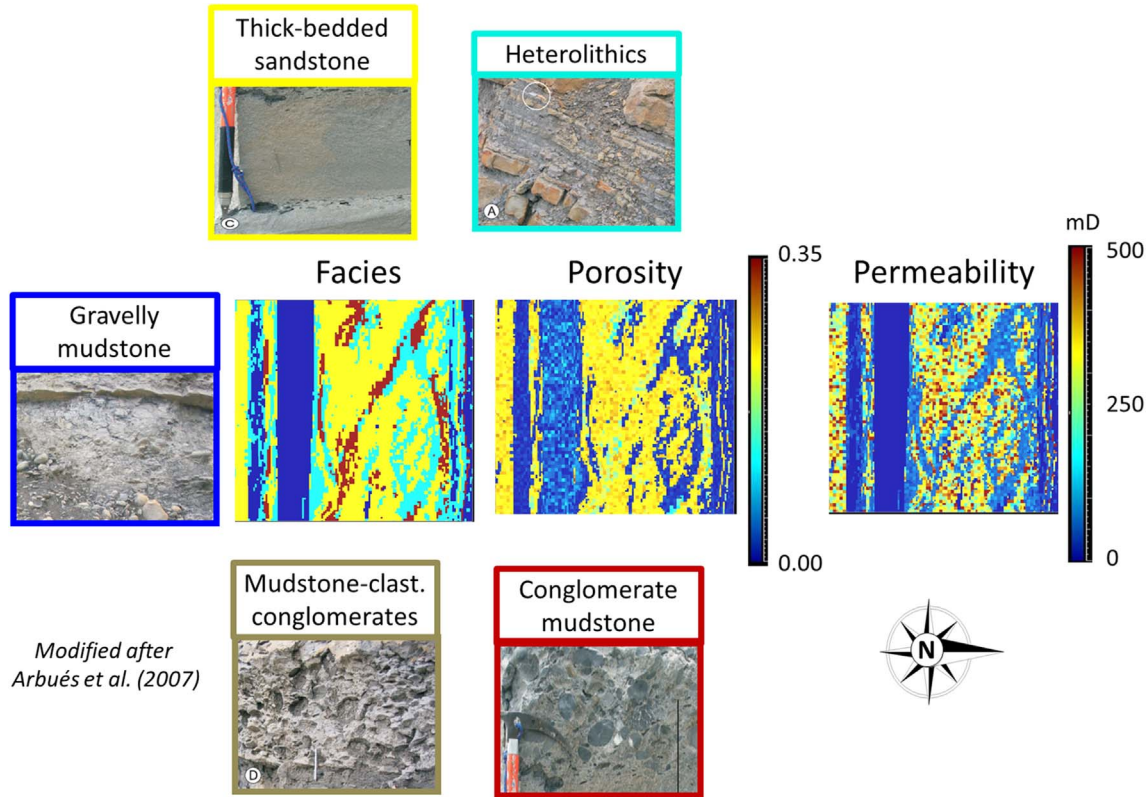 Thick-bedded
sandstone
C
Heterolithics
A
mD
500
250
0
0.35
0.00
Facies
Porosity
Permeability
Gravelly
mudstone
Mudstone-clast.
conglomerates
D
Conglomerate
mudstone
Modified after
Arbués et al. (2007)
N